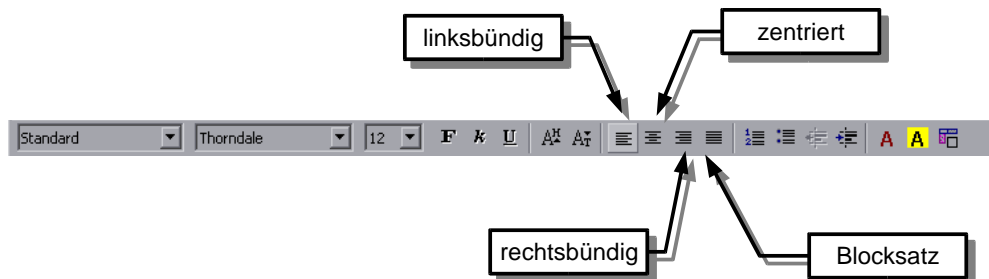 linksbündig
zentriert
Standard Thorndale 12 F k U
rechtsbündig
Blocksatz